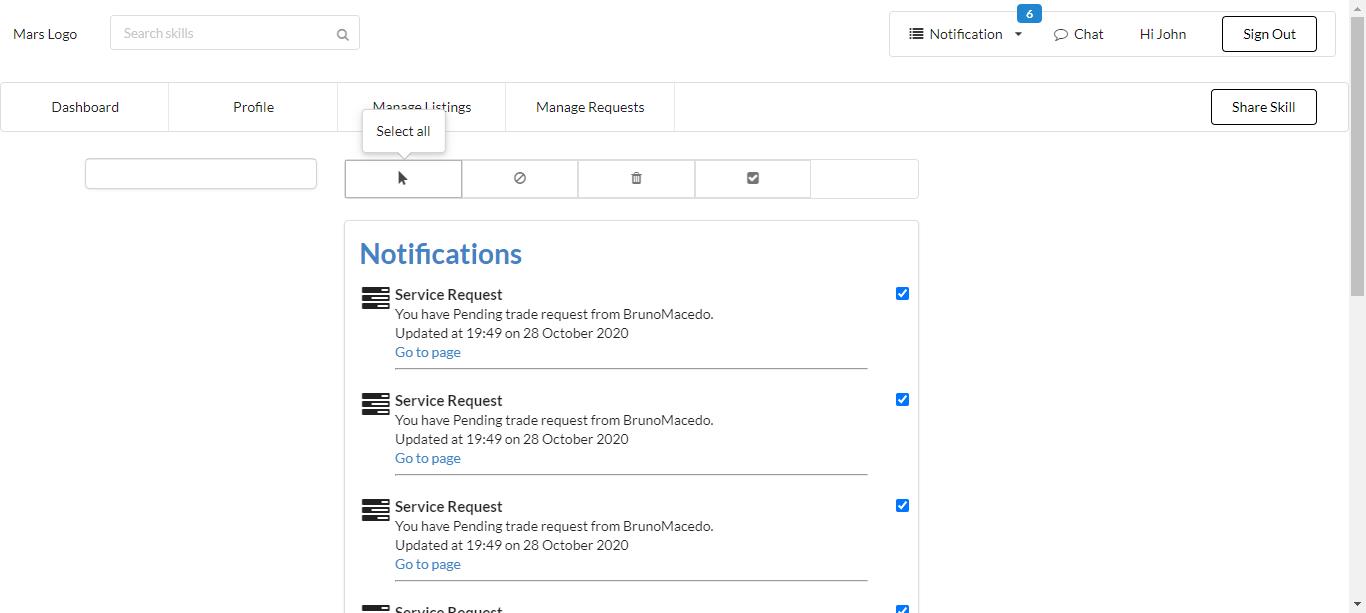 6
Mars Logo
Search skills
Notification
Chat
Hi John
Sign Out
Dashboard
Profile
Manage Listings
Manage Requests
Share Skill
Select all
Notifications
Service Request
You have Pending trade request from BrunoMacedo.
Updated at 19:49 on 28 October 2020
Go to page
Service Request
You have Pending trade request from BrunoMacedo.
Updated at 19:49 on 28 October 2020
Go to page
Service Request
You have Pending trade request from BrunoMacedo.
Updated at 19:49 on 28 October 2020
Go to page
Service Request